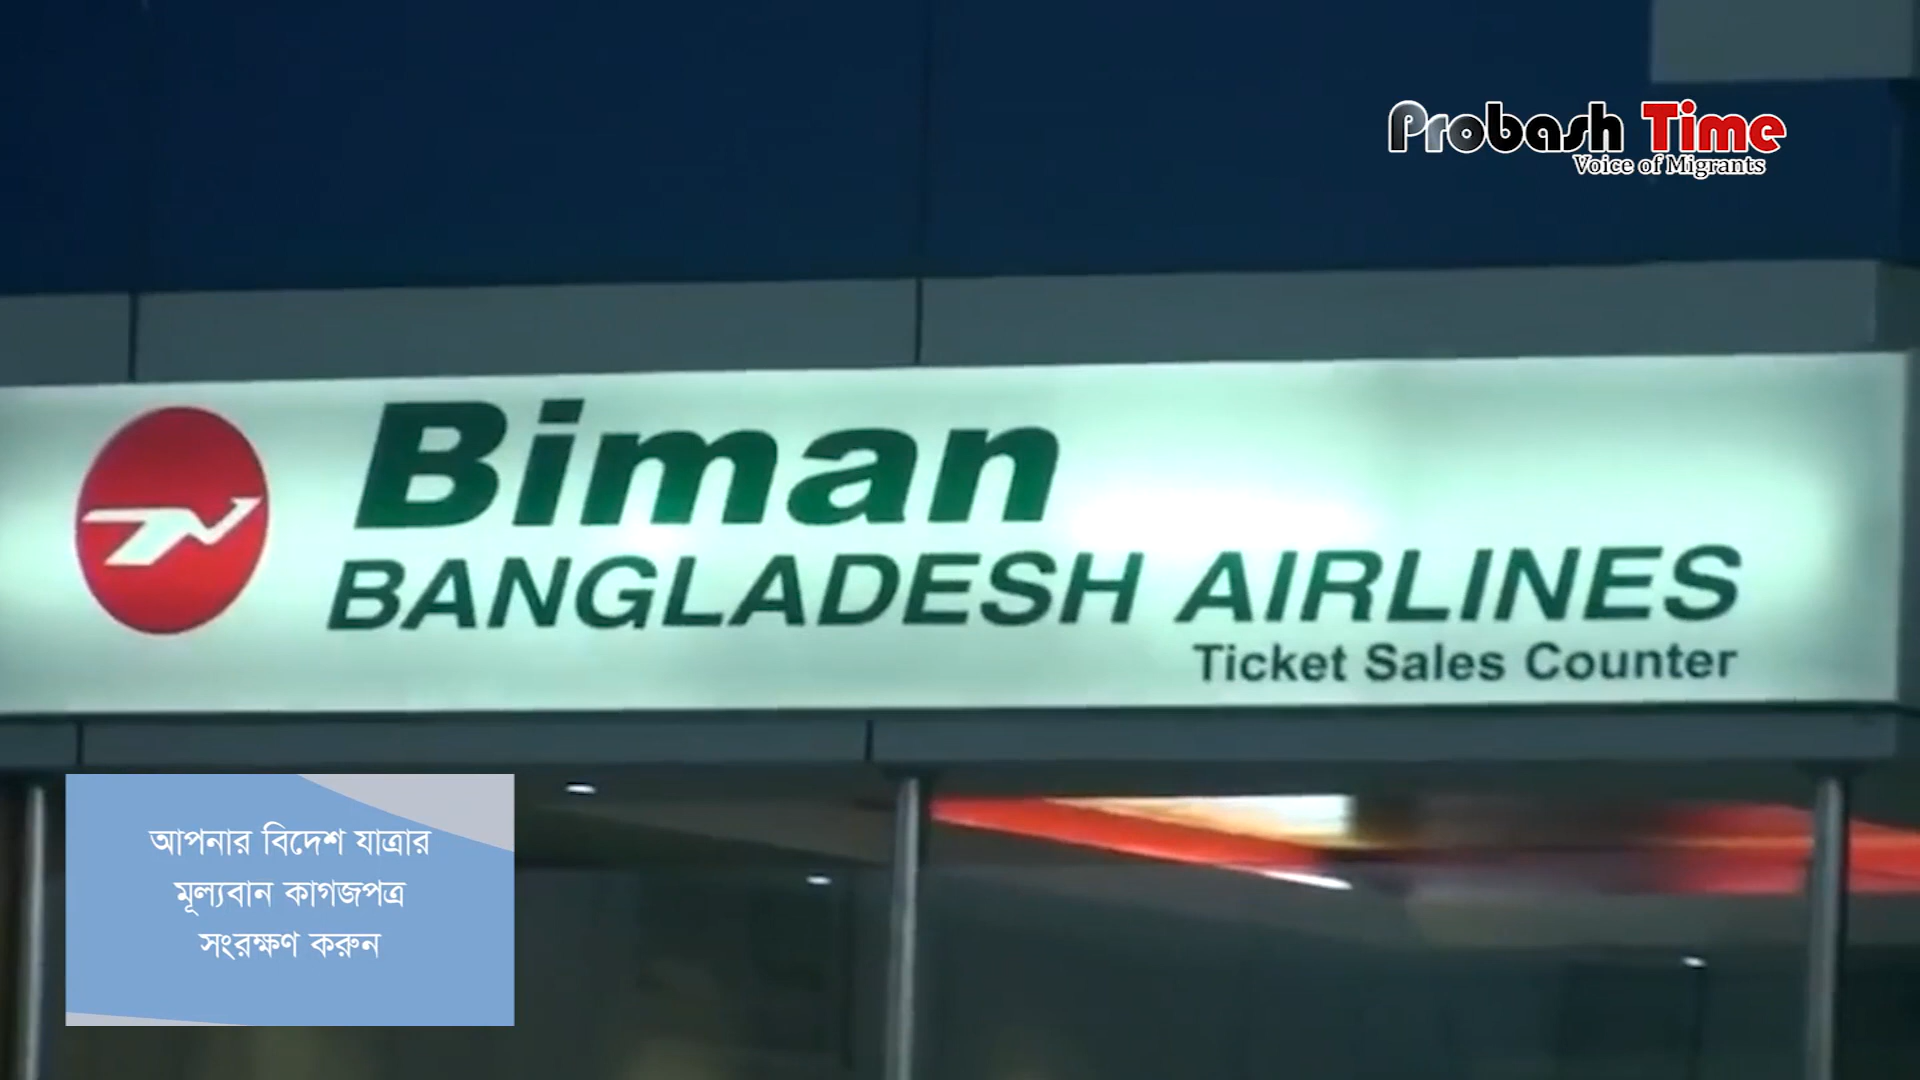 Probash Time
Voice of Migrants
Biman
BANGLADESH AIRLINES
Ticket Sales Counter
আপনার বিদেশ যাত্রার
মূল্যবান কাগজপত্র
সংরক্ষণ করুন